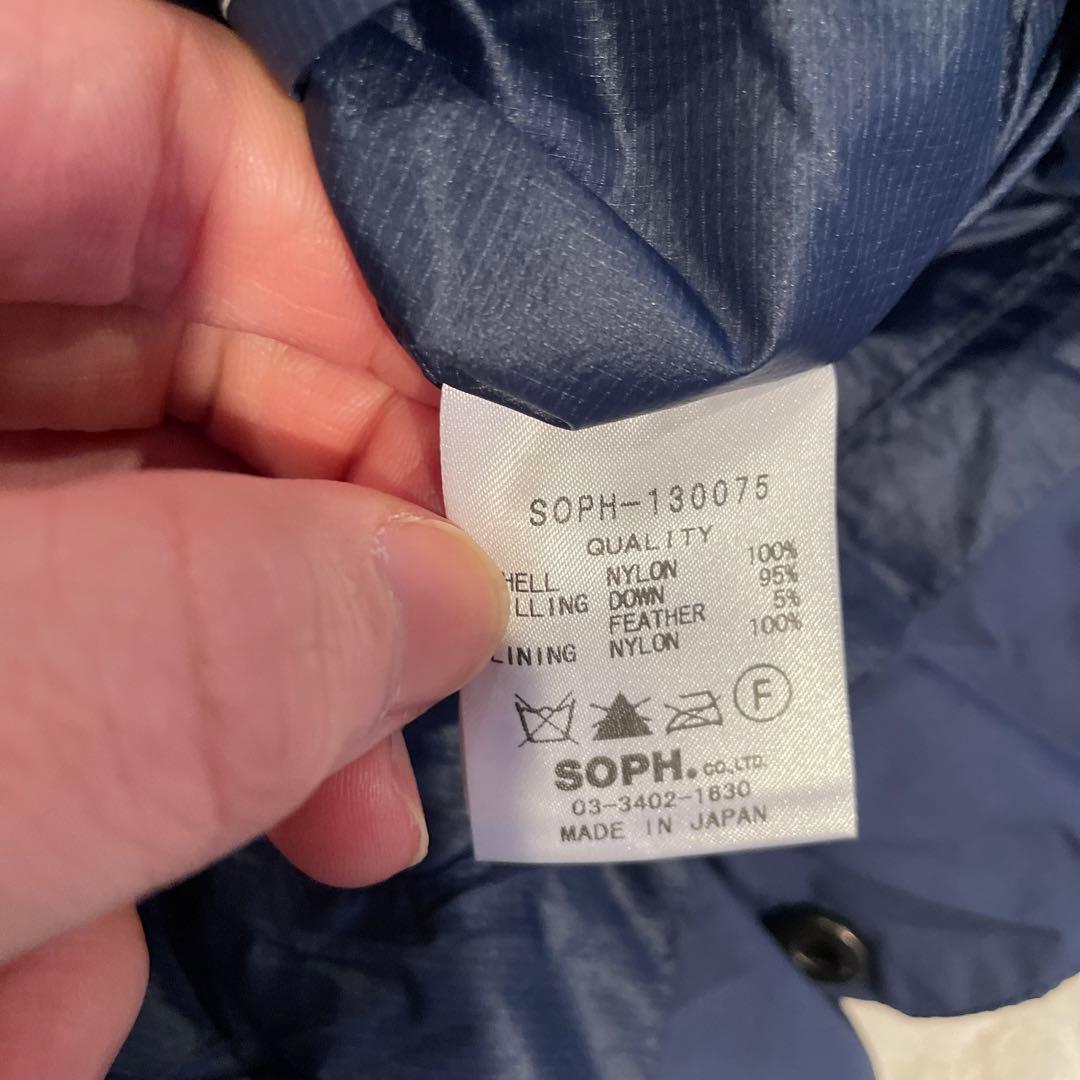 SOPH-130075
QUALITY
HELL NYLON 100%
LLING DOWN 95%
FEATHER 5%
LINING NYLON 100%
F
SOPH. CO.,LTD.
03-3402-1630
MADE IN JAPAN